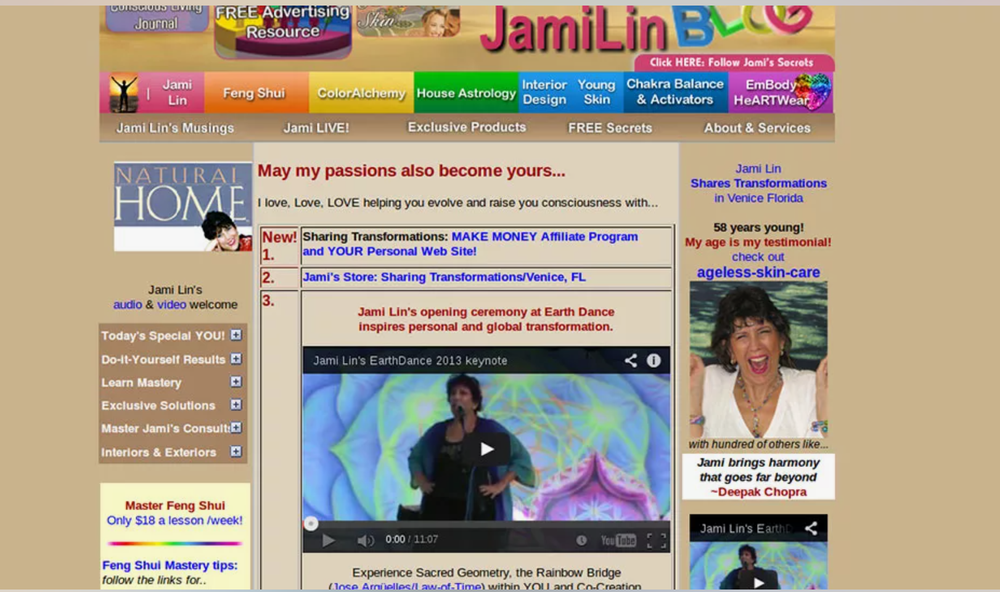 Conscious Living
Journal
FREE Advertising
Resource
Skin
JamiLin BLOG
Click HERE: Follow Jami's Secrets
Jami
Lin
Feng Shui
ColorAlchemy
House Astrology
Interior
Design
Young
Skin
Chakra Balance
& Activators
EmBody
HeARTWear
Jami Lin's Musings
Jami LIVE!
Exclusive Products
FREE Secrets
About & Services
NATURAL
HOME
Jami Lin's
audio & video welcome
Today's Special YOU!
Do-It-Yourself Results
Learn Mastery
Exclusive Solutions
Master Jami's Consults
Interiors & Exteriors
Master Feng Shui
Only $18 a lesson /week!
Feng Shui Mastery tips:
follow the links for..
May my passions also become yours...
I love, Love, LOVE helping you evolve and raise you consciousness with...
New!
1.
Sharing Transformations: MAKE MONEY Affiliate Program
and YOUR Personal Web Site!
2.
Jami's Store: Sharing Transformations/Venice, FL
3.
Jami Lin's opening ceremony at Earth Dance
inspires personal and global transformation.
Jami Lin's EarthDance 2013 keynote
0:00 / 11:07
YouTube
Experience Sacred Geometry, the Rainbow Bridge
(Jose Argüelles/Law-of-Time) within YOU and Co-Creation
Jami Lin
Shares Transformations
in Venice Florida
58 years young!
My age is my testimonial!
check out
ageless-skin-care
with hundred of others like...
Jami brings harmony
that goes far beyond
~Deepak Chopra
Jami Lin's EarthD